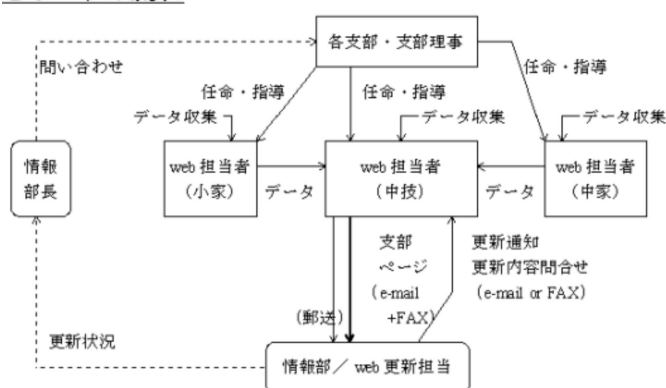 各支部・支部理事
問い合わせ
任命・指導
任命・指導
任命・指導
データ収集
データ収集
データ収集
情報
部長
web 担当者
(小家)
データ
web 担当者
(中技)
データ
web 担当者
(中家)
支部
ページ
(e-mail
+FAX)
更新通知
更新内容問合せ
(e-mail or FAX)
(郵送)
更新状況
情報部／ web 更新担当